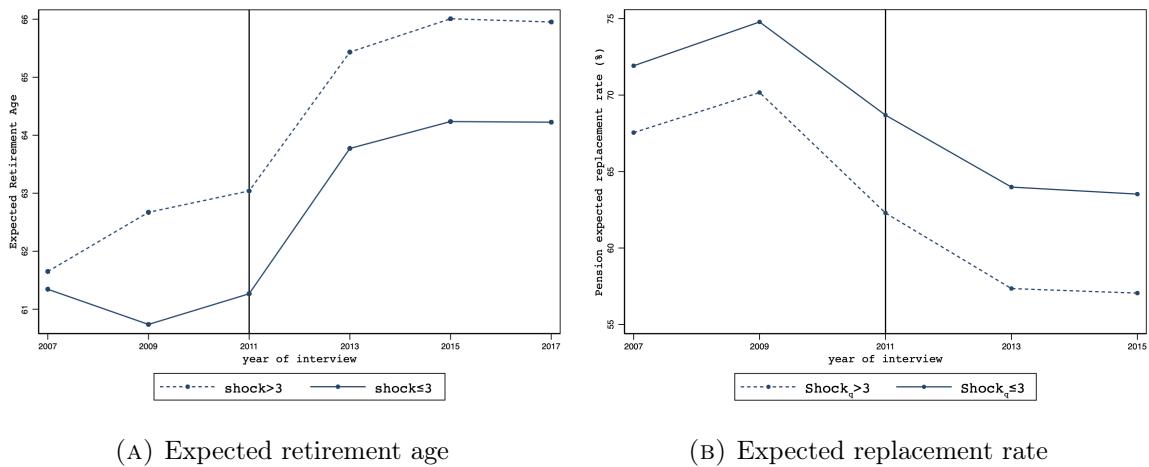 Expected Retirement Age
66
65
64
63
62
61
2007 2009 2011 2013 2015 2017
year of interview
shock>3 shock≤3
(A) Expected retirement age
Pension expected replacement rate (%)
75
70
65
60
55
2007 2009 2011 2013 2015
year of interview
Shock_q>3 Shock_q≤3
(B) Expected replacement rate